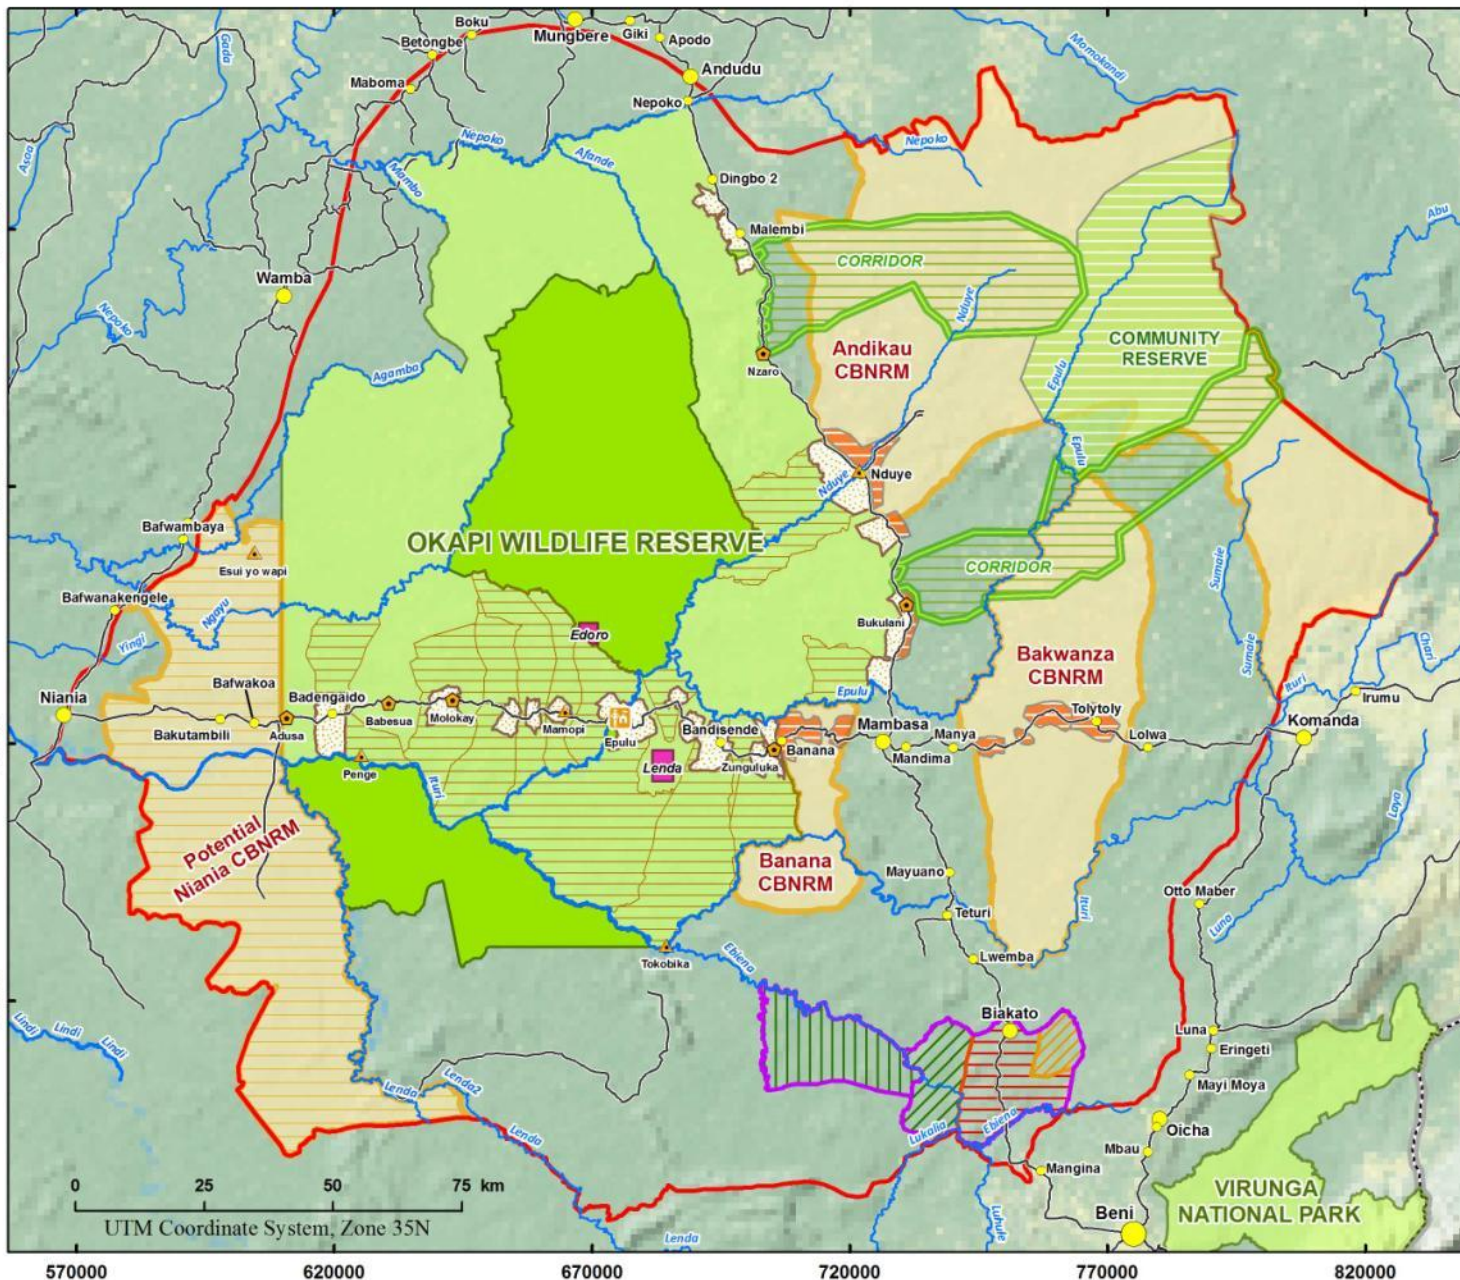 Boku
Mungbere
Giki
Betongbe
Apodo
Momokandi
Gada
Andudu
Maboma
Nepoko
Nepoko
Nepoko
Afande
Asaa
Mambo
Dingbo 2
Abu
Malembi
CORRIDOR
Wamba
Nduye
Nepoko
COMMUNITY
RESERVE
Andikau
CBNRM
Agamba
Nzaro
Epulu
Epulu
Nduye
Nduye
Bafwambaya
OKAPI WILDLIFE RESERVE
Esui yo wapi
CORRIDOR
Sumaie
Bafwanakengele
Ngayu
Bukulani
Yingi
Edoro
Chari
Bakwanza
CBNRM
Sumaie
Bafwakoa
Ituri
Niania
Badengaido
Epulu
Irumu
Babesua
Molokay
Tolytoly
Bakutambili
Adusa
Mamopi
Bandisende
Mambasa
Manya
Komanda
Epulu
Banana
Mandima
Lolwa
Penge
Ituri
Lenda
Zunguluka
Loya
Potential
Niania CBNRM
Banana
CBNRM
Mayuano
Otto Maber
Ituri
Teturi
Luna
Ebiena
Lwemba
Tokobika
Biakato
Lindi
Lindi
Lindi
Luna
Eringeti
Lenda
Lenda2
Mayi Moya
Lenda
Lukalia
Ebiena
Oicha
Mbau
Mangina
0 25 50 75 km
VIRUNGA
NATIONAL PARK
Beni
UTM Coordinate System, Zone 35N
Luhule
Lenda
570000 620000 670000 720000 770000 820000